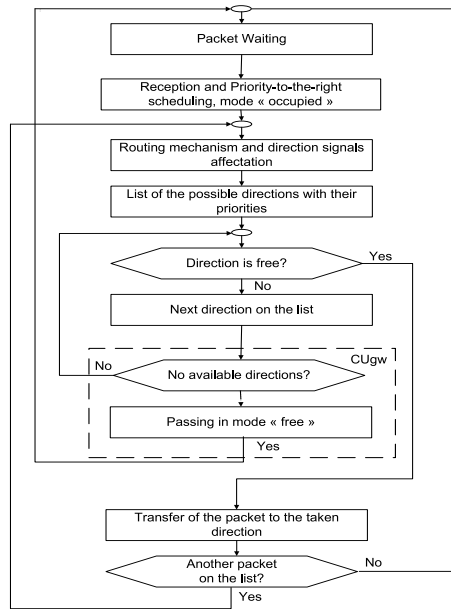 Packet Waiting
Reception and Priority-to-the-right
scheduling, mode « occupied »
Routing mechanism and direction signals
affectation
List of the possible directions with their
priorities
Direction is free?
Yes
No
Next direction on the list
CUgw
No
No available directions?
Passing in mode « free »
Yes
Transfer of the packet to the taken
direction
Another packet
on the list?
No
Yes